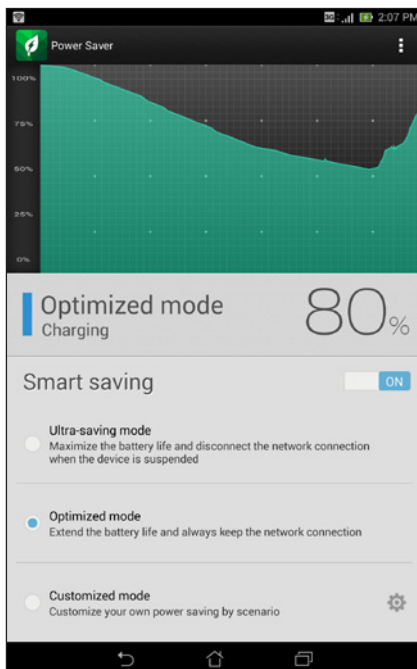 3G 2:07 PM
Power Saver
100%
75%
50%
25%
0%
Optimized mode
Charging
80%
Smart saving
ON
Ultra-saving mode
Maximize the battery life and disconnect the network connection
when the device is suspended
Optimized mode
Extend the battery life and always keep the network connection
Customized mode
Customize your own power saving by scenario